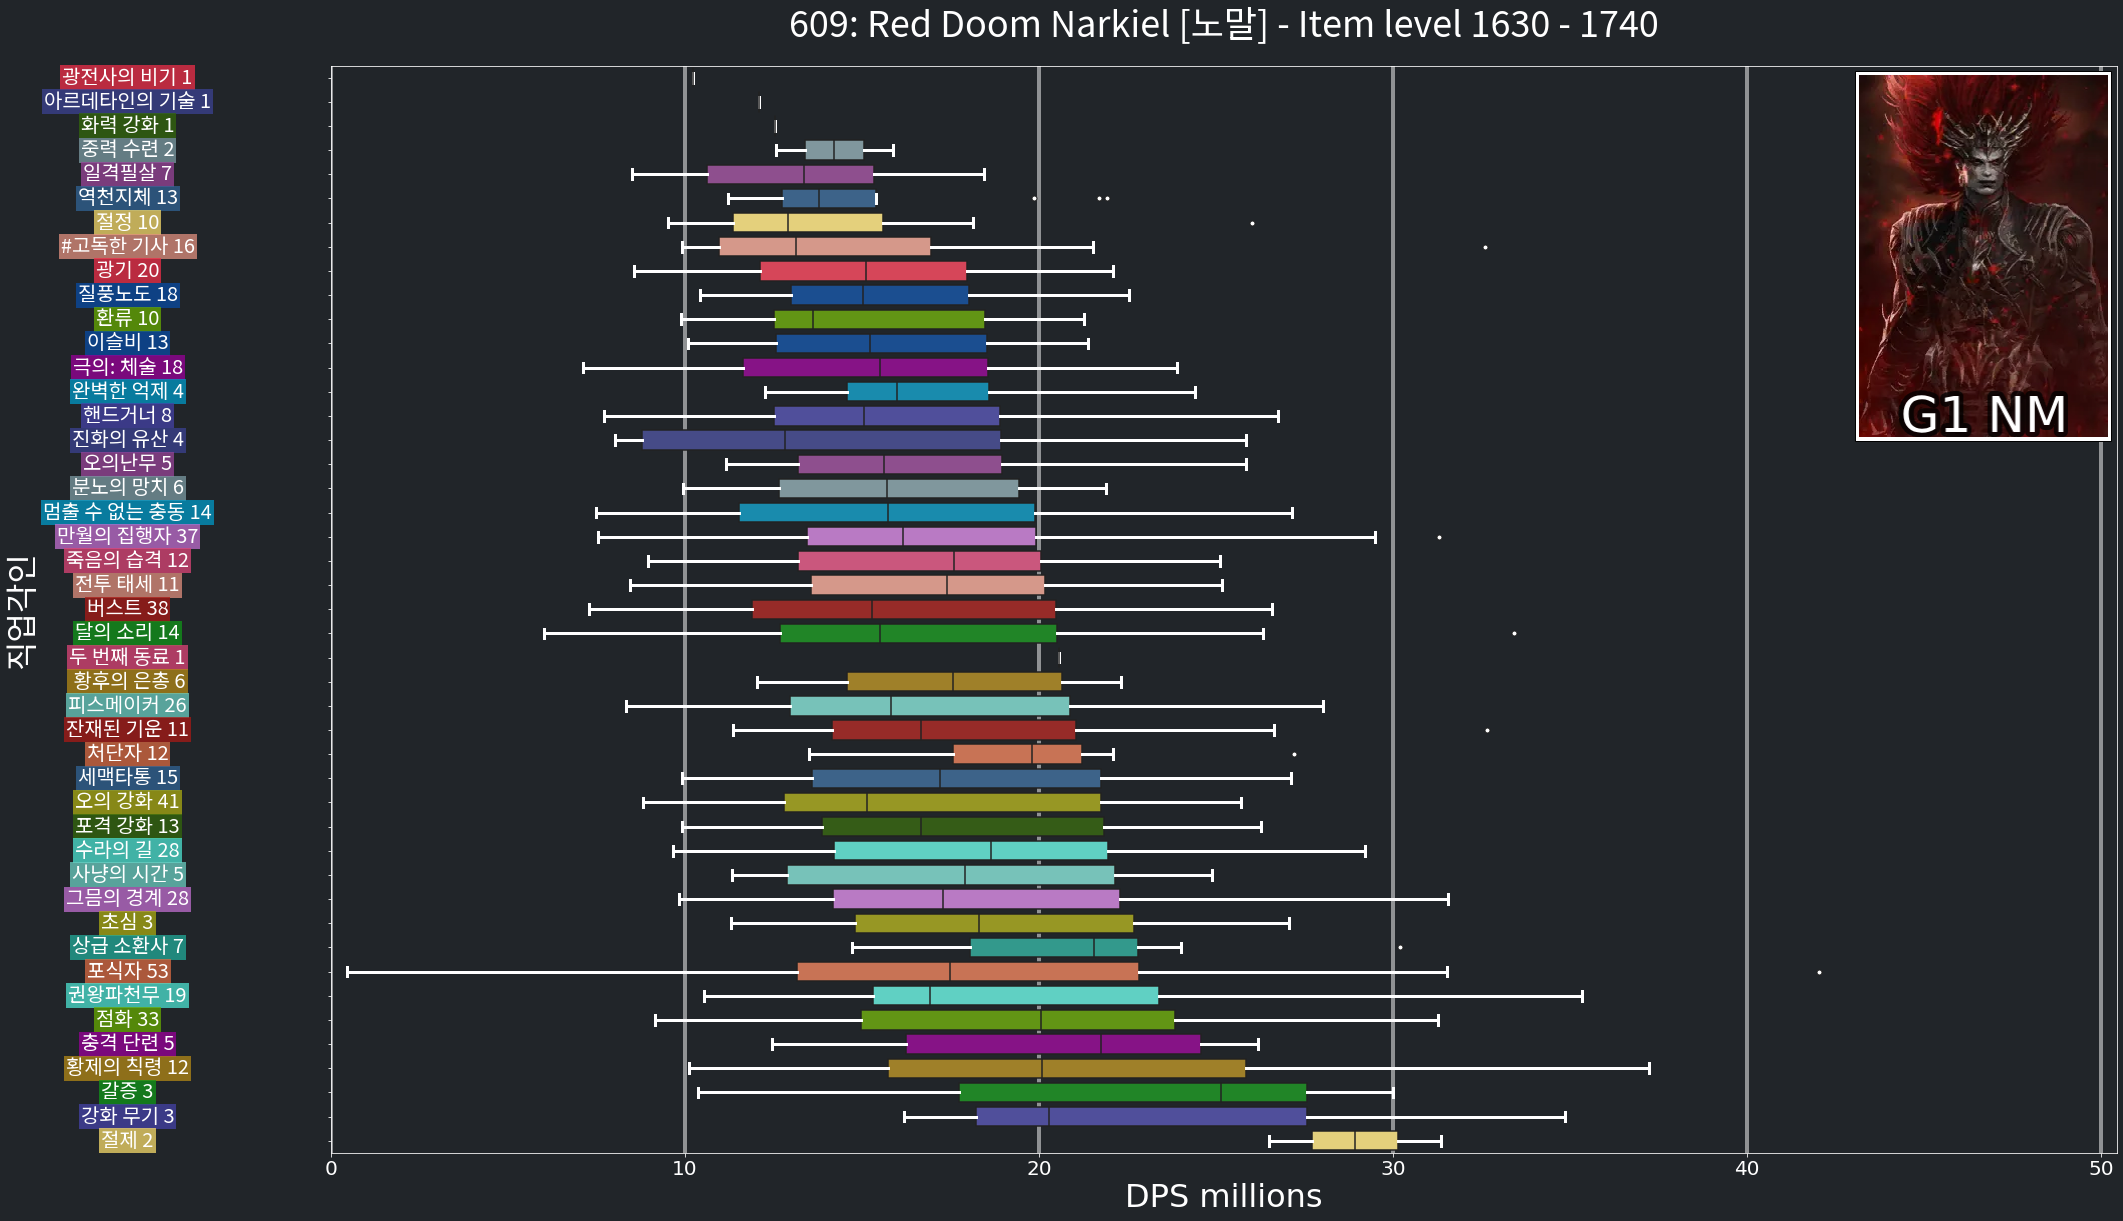 609: Red Doom Narkiel [노말] - Item level 1630 - 1740
광전사의 비기 1
아르데타인의 기술 1
화력 강화 1
중력 수련 2
일격필살 7
역천지체 13
절정 10
#고독한 기사 16
광기 20
질풍노도 18
환류 10
이슬비 13
극의: 체술 18
완벽한 억제 4
핸드거너 8
진화의 유산 4
오의난무 5
분노의 망치 6
멈출 수 없는 충동 14
만월의 집행자 37
죽음의 습격 12
전투 태세 11
버스트 38
달의 소리 14
두 번째 동료 1
황후의 은총 6
피스메이커 26
잔재된 기운 11
처단자 12
세맥타통 15
오의 강화 41
포격 강화 13
수라의 길 28
사냥의 시간 5
그믐의 경계 28
초심 3
상급 소환사 7
포식자 53
권왕파천무 19
점화 33
충격 단련 5
황제의 칙령 12
갈증 3
강화 무기 3
절제 2
직업각인
G1 NM
0 10 20 30 40 50
DPS millions